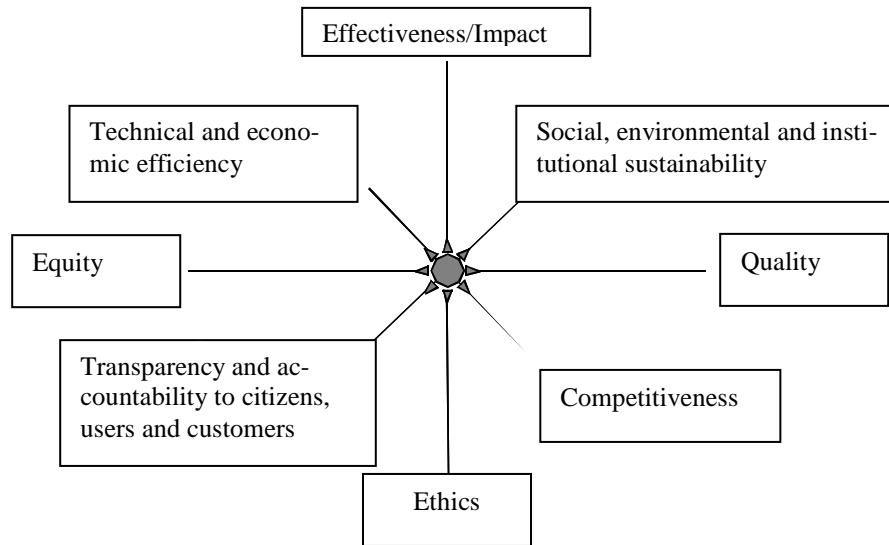 Effectiveness/Impact
Technical and econo-
mic efficiency
Social, environmental and insti-
tutional sustainability
Equity
Quality
Transparency and ac-
countability to citizens,
users and customers
Competitiveness
Ethics